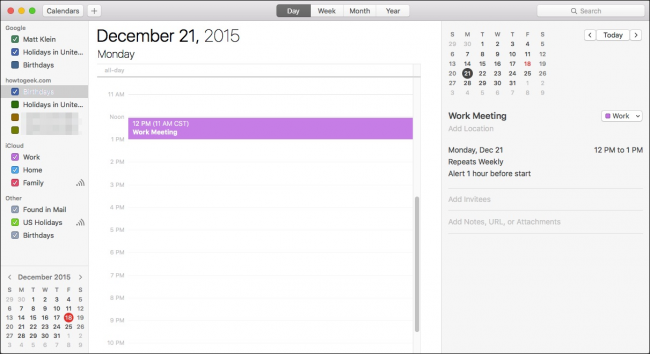 Calendars
+
Day Week Month Year
Search
Google
Matt Klein
Holidays in Unite...
Birthdays
howtogeek.com
Birthdays
Holidays in Unite...
iCloud
Work
Home
Family
Other
Found in Mail
US Holidays
Birthdays
December 2015
S M T W T F S
29 30 1 2 3 4 5
6 7 8 9 10 11 12
13 14 15 16 17 18 19
20 21 22 23 24 25 26
27 28 29 30 31 1 2
3 4 5 6 7 8 9
December 21, 2015
Monday
all-day
11 AM
Noon
12 PM (11 AM CST)
Work Meeting
1 PM
2 PM
3 PM
4 PM
5 PM
6 PM
7 PM
8 PM
9 PM
10 PM
S M T W T F S
29 30 1 2 3 4 5
6 7 8 9 10 11 12
13 14 15 16 17 18 19
20 21 22 23 24 25 26
27 28 29 30 31 1 2
3 4 5 6 7 8 9
Today
Work Meeting
Work
Add Location
Monday, Dec 21 12 PM to 1 PM
Repeats Weekly
Alert 1 hour before start
Add Invitees
Add Notes, URL, or Attachments